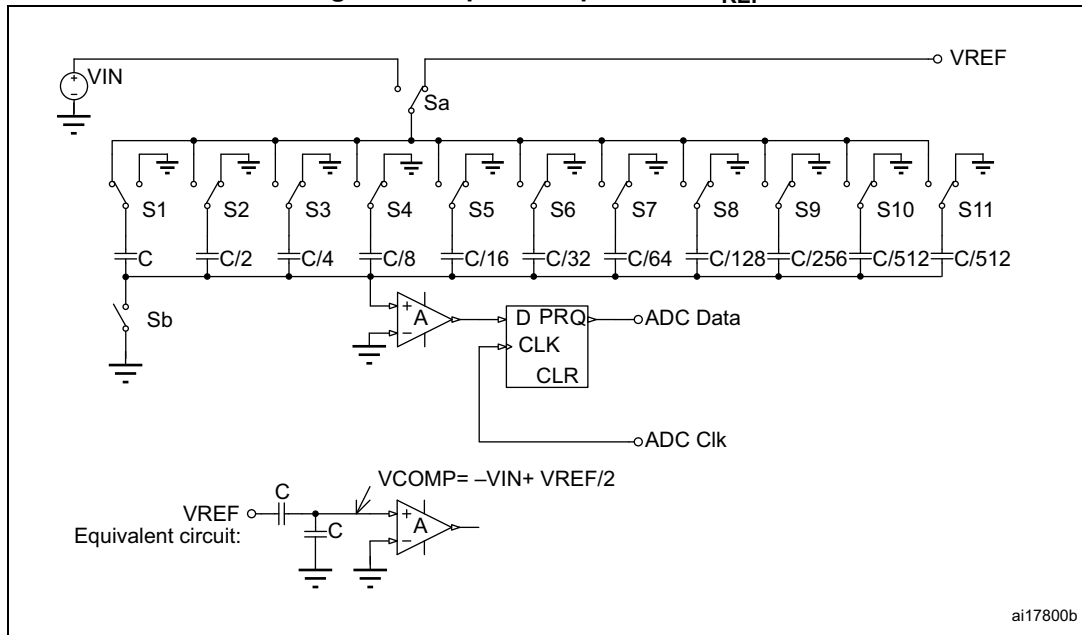 VREF
VIN
Sa
S1 S2 S3 S4 S5 S6 S7 S8 S9 S10 S11
C C/2 C/4 C/8 C/16 C/32 C/64 C/128 C/256 C/512 C/512
Sb
+ A −
D PRQ
ADC Data
CLK
CLR
ADC Clk
VCOMP= –VIN+ VREF/2
C
VREF
+ A −
C
Equivalent circuit:
ai17800b